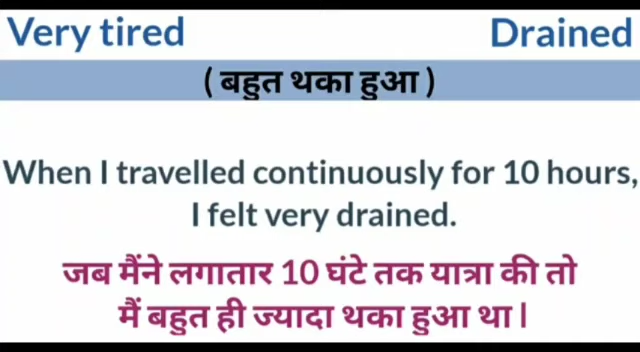 Very tired Drained
( बहुत थका हुआ )
When I travelled continuously for 10 hours,
I felt very drained.
जब मैंने लगातार 10 घंटे तक यात्रा की तो
मैं बहुत ही ज्यादा थका हुआ था।